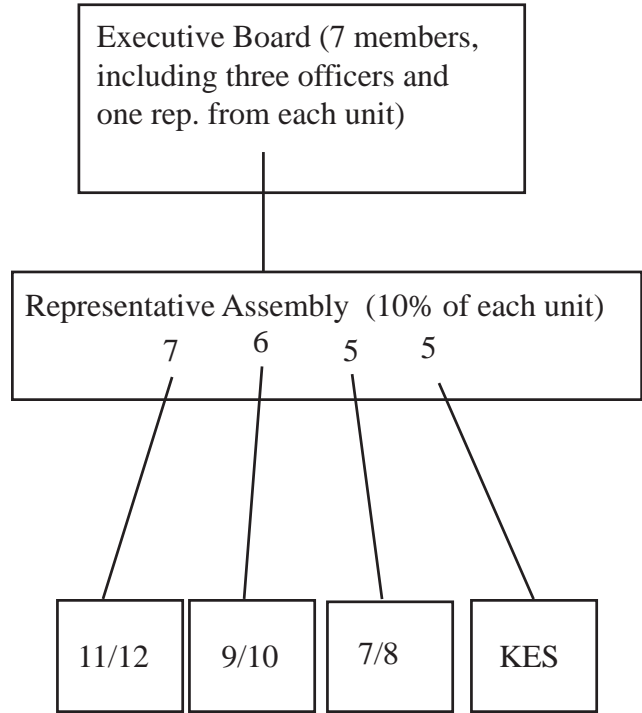 Executive Board (7 members,
including three officers and
one rep. from each unit)
Representative Assembly (10% of each unit)
7 6 5 5
11/12 9/10 7/8 KES